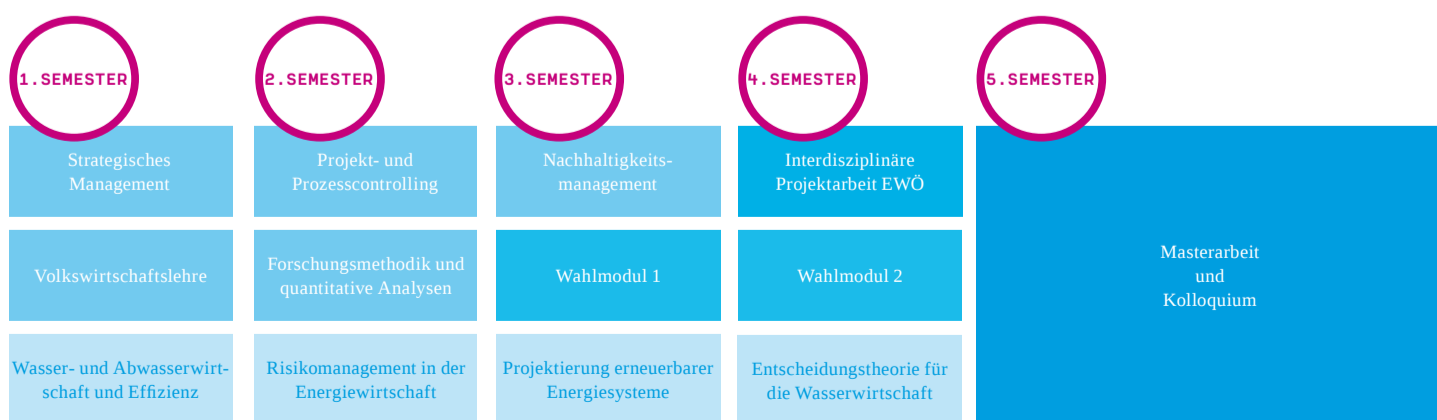 1.SEMESTER
2.SEMESTER
3.SEMESTER
4.SEMESTER
5.SEMESTER
Strategisches
Management
Projekt- und
Prozesscontrolling
Nachhaltigkeits-
management
Interdisziplinäre
Projektarbeit EWÖ
Volkswirtschaftslehre
Forschungsmethodik und
quantitative Analysen
Wahlmodul 1
Wahlmodul 2
Masterarbeit
und
Kolloquium
Wasser- und Abwasserwirt-
schaft und Effizienz
Risikomanagement in der
Energiewirtschaft
Projektierung erneuerbarer
Energiesysteme
Entscheidungstheorie für
die Wasserwirtschaft